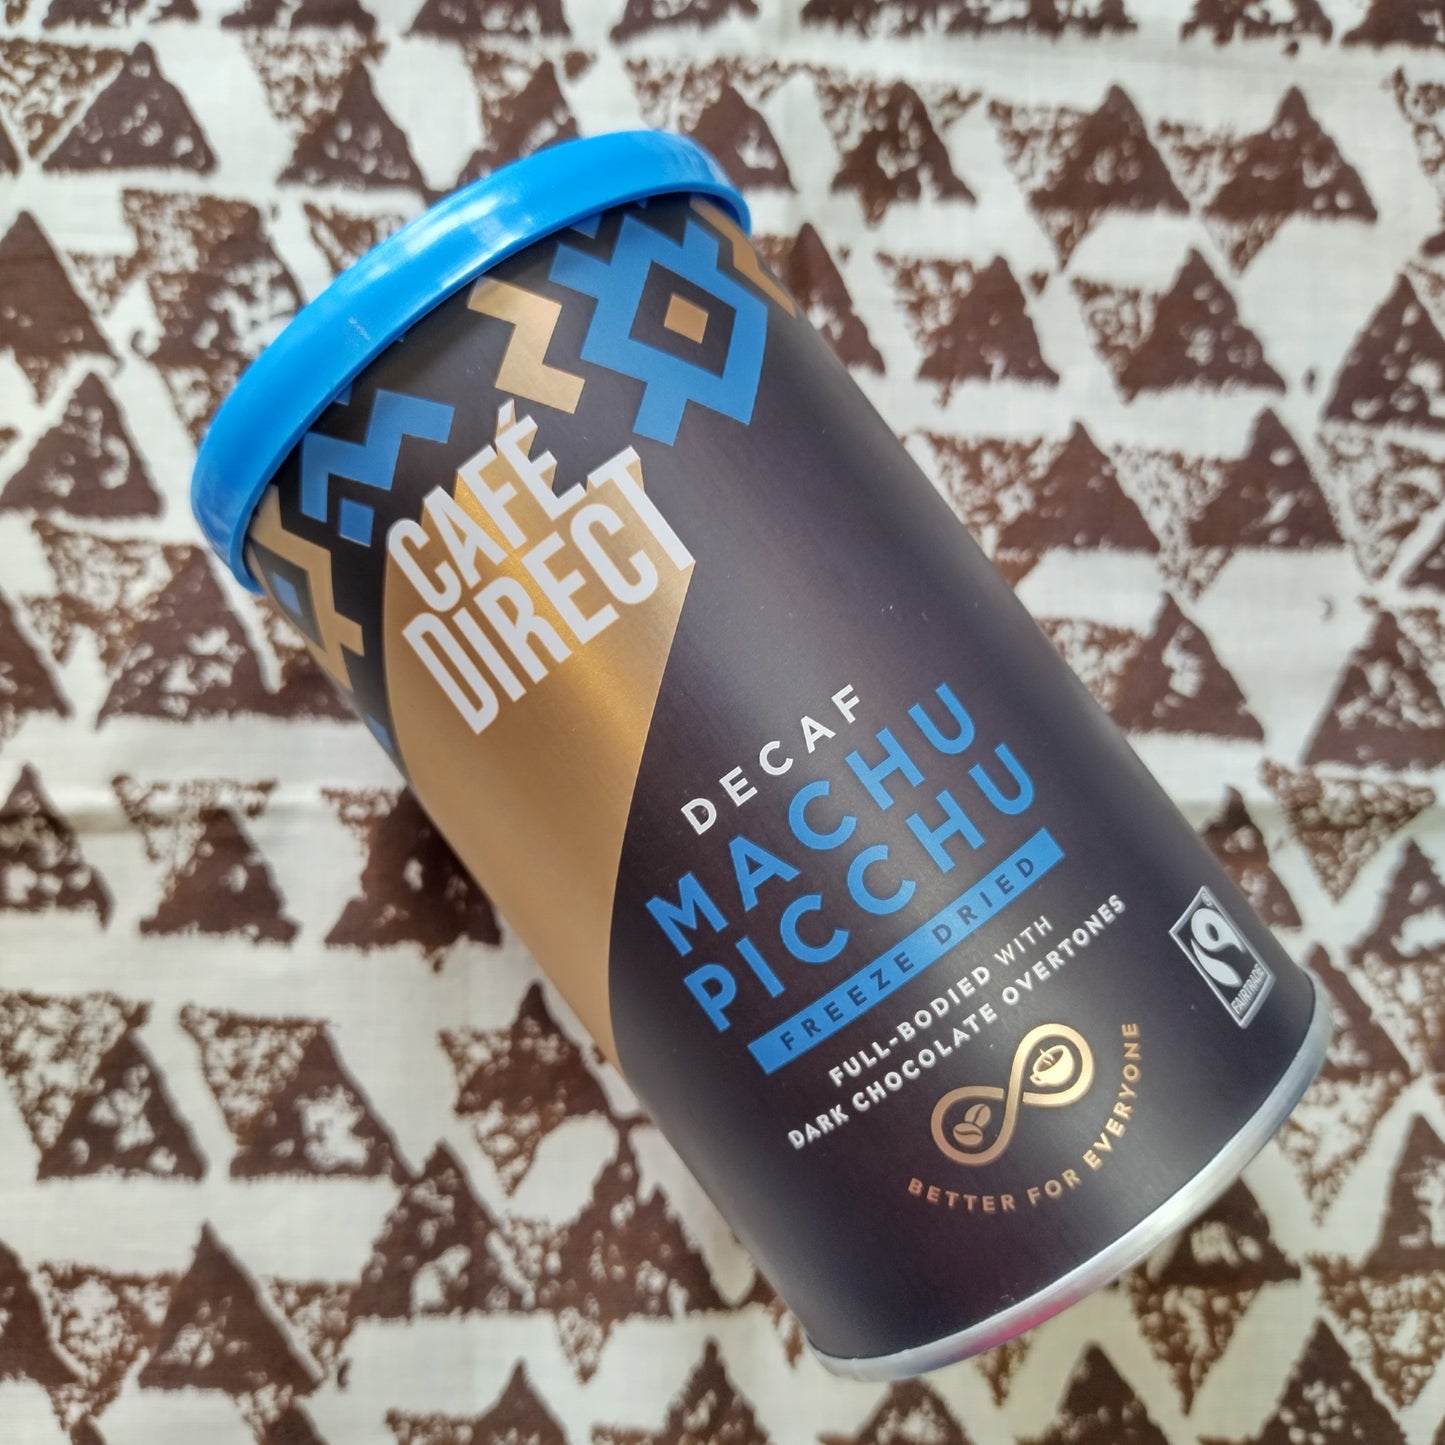 CAFÉ
DIRECT
DECAF
MACHU
PICCHU
FREEZE DRIED
FULL-BODIED WITH
DARK CHOCOLATE OVERTONES
BETTER FOR EVERYONE
FAIRTRADE
®